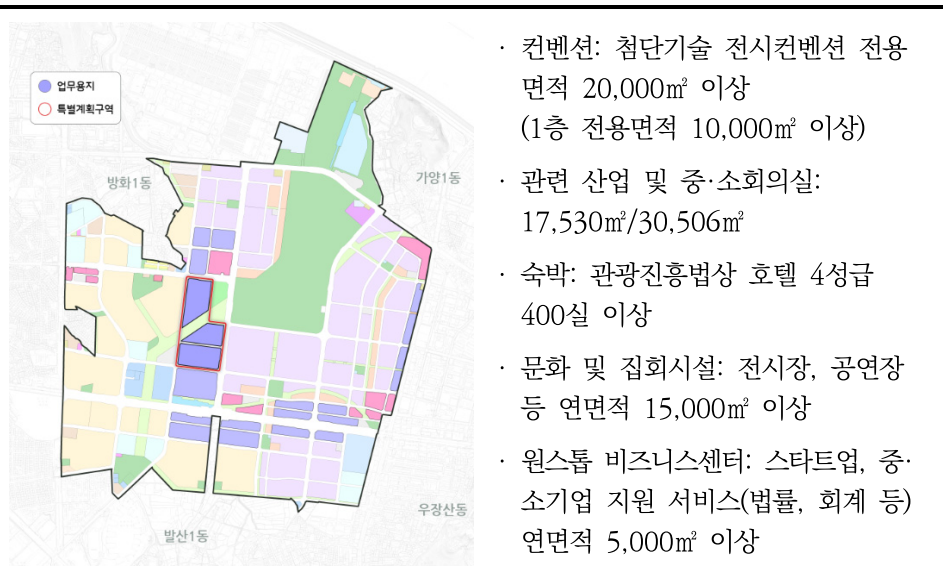 업무용지
특별계획구역
방화1동
가양1동
우장산동
발산1동
· 컨벤션: 첨단기술 전시컨벤션 전용
면적 20,000㎡ 이상
(1층 전용면적 10,000㎡ 이상)
· 관련 산업 및 중·소회의실:
17,530㎡/30,506㎡
· 숙박: 관광진흥법상 호텔 4성급
400실 이상
· 문화 및 집회시설: 전시장, 공연장
등 연면적 15,000㎡ 이상
· 원스톱 비즈니스센터: 스타트업, 중·
소기업 지원 서비스(법률, 회계 등)
연면적 5,000㎡ 이상